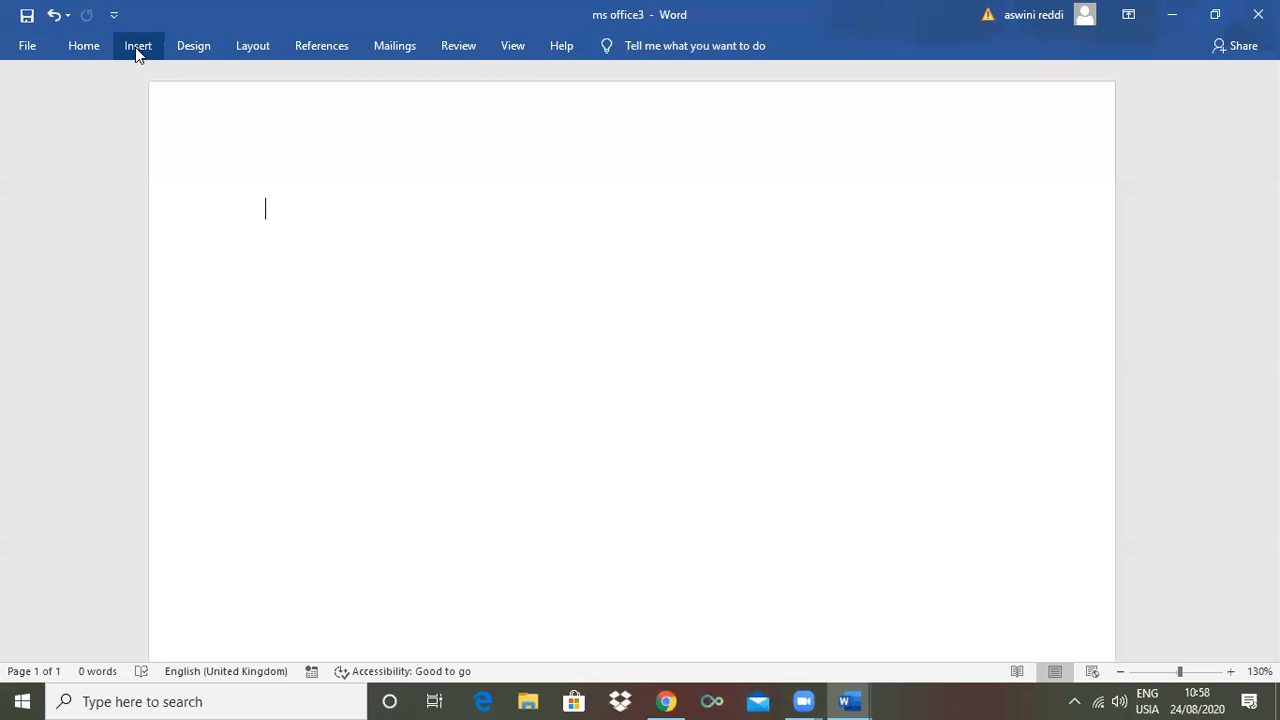 ms office3 - Word
aswini reddi
File Home Insert Design Layout References Mailings Review View Help Tell me what you want to do Share
Page 1 of 1 0 words English (United Kingdom) Accessibility: Good to go 130%
Type here to search
ENG 10:58
USIA 24/08/2020